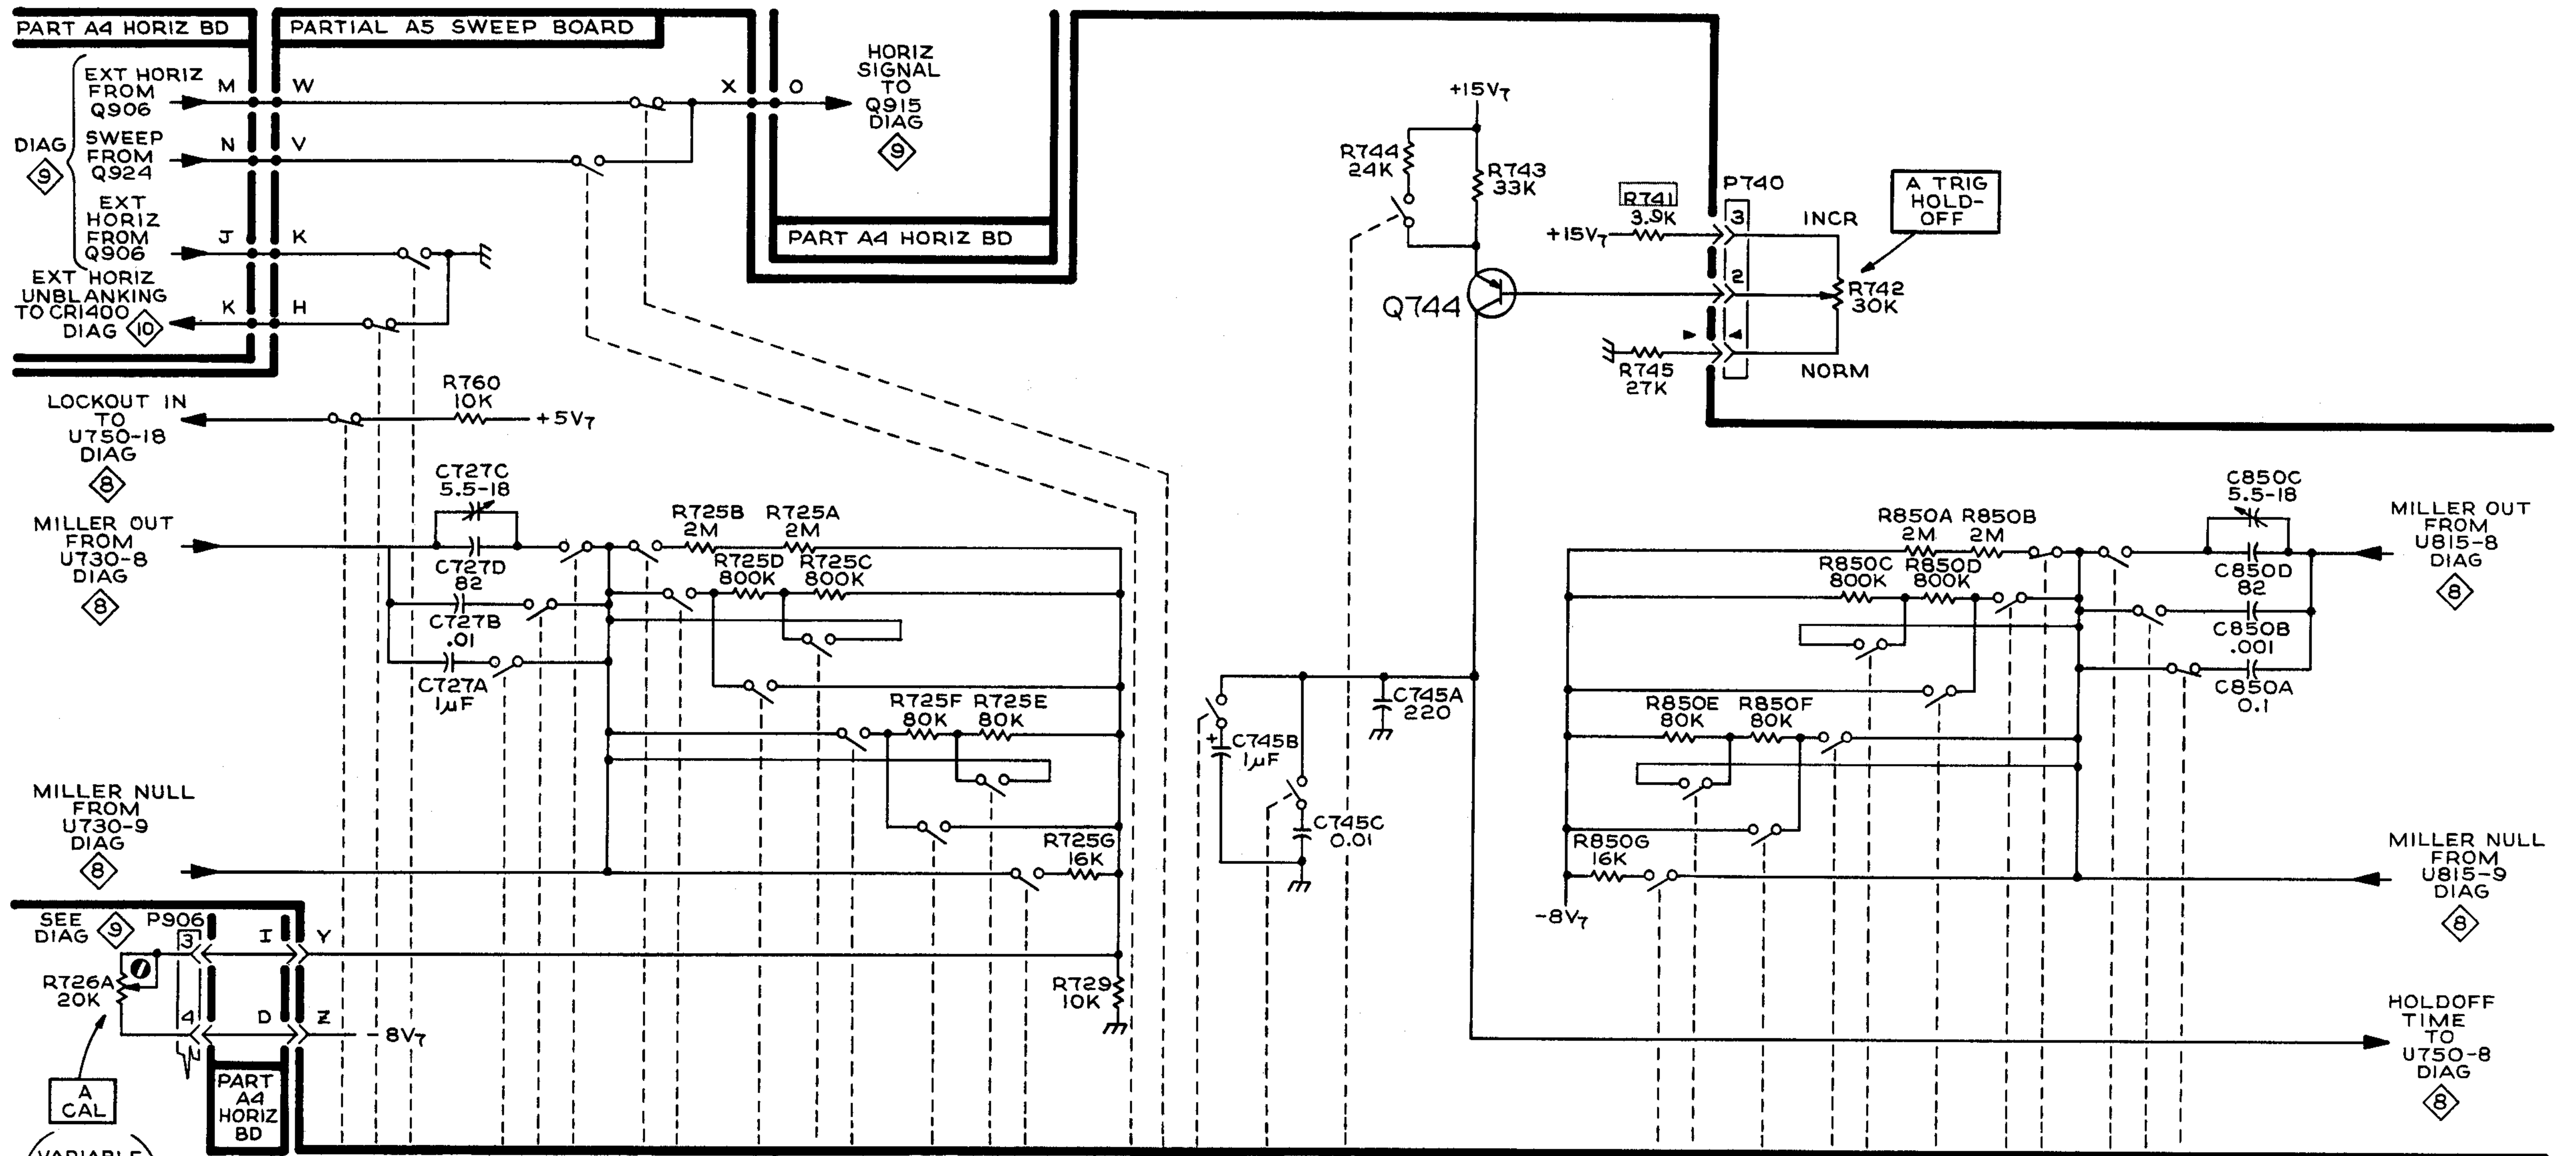 PART A4 HORIZ BD
PARTIAL A5 SWEEP BOARD
DIAG
9
EXT HORIZ
FROM
Q906
M
W
X
O
HORIZ
SIGNAL
TO
Q915
DIAG
9
SWEEP
FROM
Q924
N
V
EXT
HORIZ
FROM
Q906
J
K
EXT HORIZ
UNBLANKING
TO CR1400
DIAG
10
K
H
PART A4 HORIZ BD
+15V7
R744
24K
R743
33K
Q744
R741
3.9K
+15V7
P740
3
INCR
2
R742
30K
A TRIG
HOLD-
OFF
R745
27K
NORM
LOCKOUT IN
TO
U750-18
DIAG
8
R760
10K
+5V7
MILLER OUT
FROM
U730-8
DIAG
8
C727C
5.5-18
C727D
82
C727B
.01
C727A
1µF
R725B
2M
R725A
2M
R725D
800K
R725C
800K
R725F
80K
R725E
80K
R725G
16K
MILLER NULL
FROM
U730-9
DIAG
8
C745A
220
C745B
1µF
+
C745C
0.01
R850A
2M
R850B
2M
R850C
800K
R850D
800K
R850E
80K
R850F
80K
R850G
16K
-8V7
C850C
5.5-18
C850D
82
C850B
.001
C850A
0.1
MILLER OUT
FROM
U815-8
DIAG
8
MILLER NULL
FROM
U815-9
DIAG
8
SEE
DIAG
9
P906
3
I
Y
R726A
20K
4
D
Z
-8V7
R729
10K
A
CAL
PART
A4
HORIZ
BD
HOLDOFF
TIME
TO
U750-8
DIAG
8
(VARIABLE)